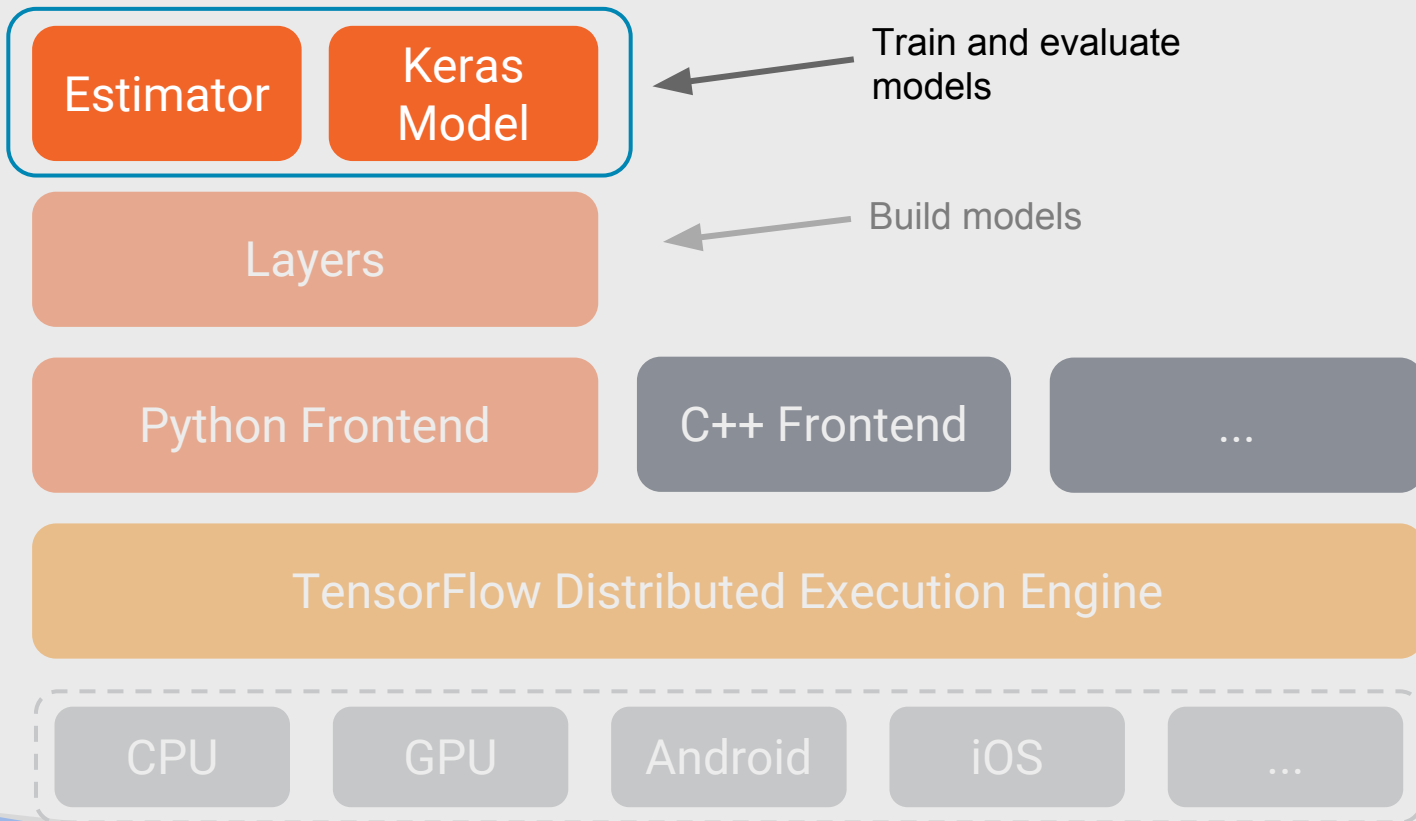 Estimator
Keras
Model
Train and evaluate
models
Layers
Build models
Python Frontend
C++ Frontend
...
TensorFlow Distributed Execution Engine
CPU
GPU
Android
iOS
...